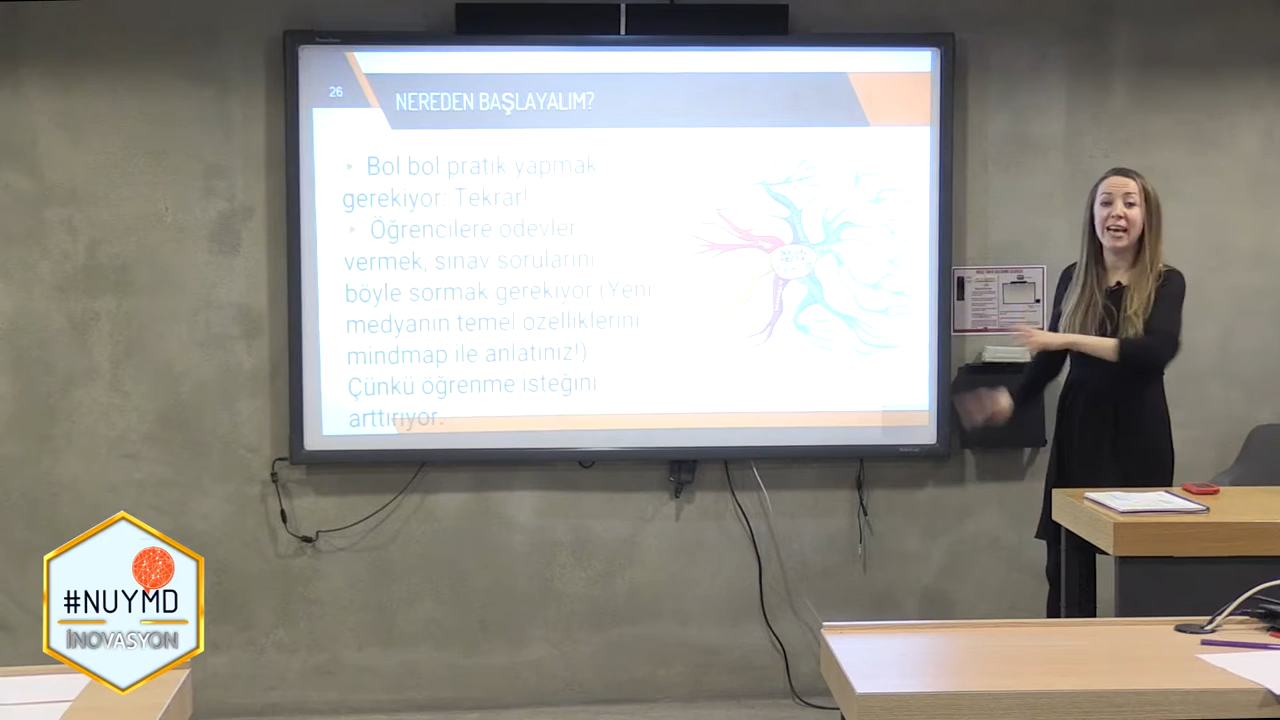 26
NEREDEN BAŞLAYALIM?
• Bol bol pratik yapmak
gerekiyor: Tekrar!
• Öğrencilere ödevler
vermek, sınav sorularını
böyle sormak gerekiyor (Yeni
medyanın temel özelliklerini
mindmap ile anlatınız!)
Çünkü öğrenme isteğini
arttırıyor.
#NUYMD
İNOVASYON